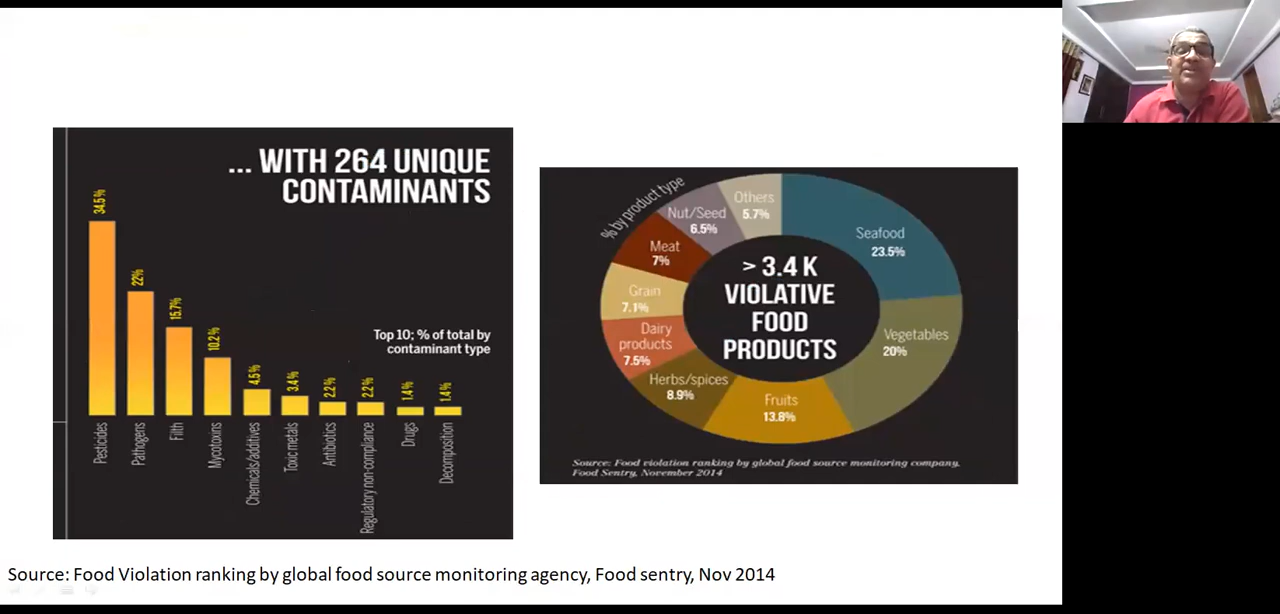 ... WITH 264 UNIQUE
CONTAMINANTS
34.5%
22%
15.7%
10.2%
4.5%
3.4%
2.2%
2.2%
1.4%
1.4%
Top 10; % of total by
contaminant type
Pesticides
Pathogens
Filth
Mycotoxins
Chemicals/additives
Toxic metals
Antibiotics
Regulatory non-compliance
Drugs
Decomposition
% by product type
Others
5.7%
Nut/Seed
6.5%
Seafood
23.5%
Meat
7%
> 3.4 K
VIOLATIVE
FOOD
PRODUCTS
Grain
7.1%
Vegetables
20%
Dairy
products
7.5%
Herbs/spices
8.9%
Fruits
13.8%
Source: Food violation ranking by global food source monitoring company,
Food Sentry, November 2014
Source: Food Violation ranking by global food source monitoring agency, Food sentry, Nov 2014